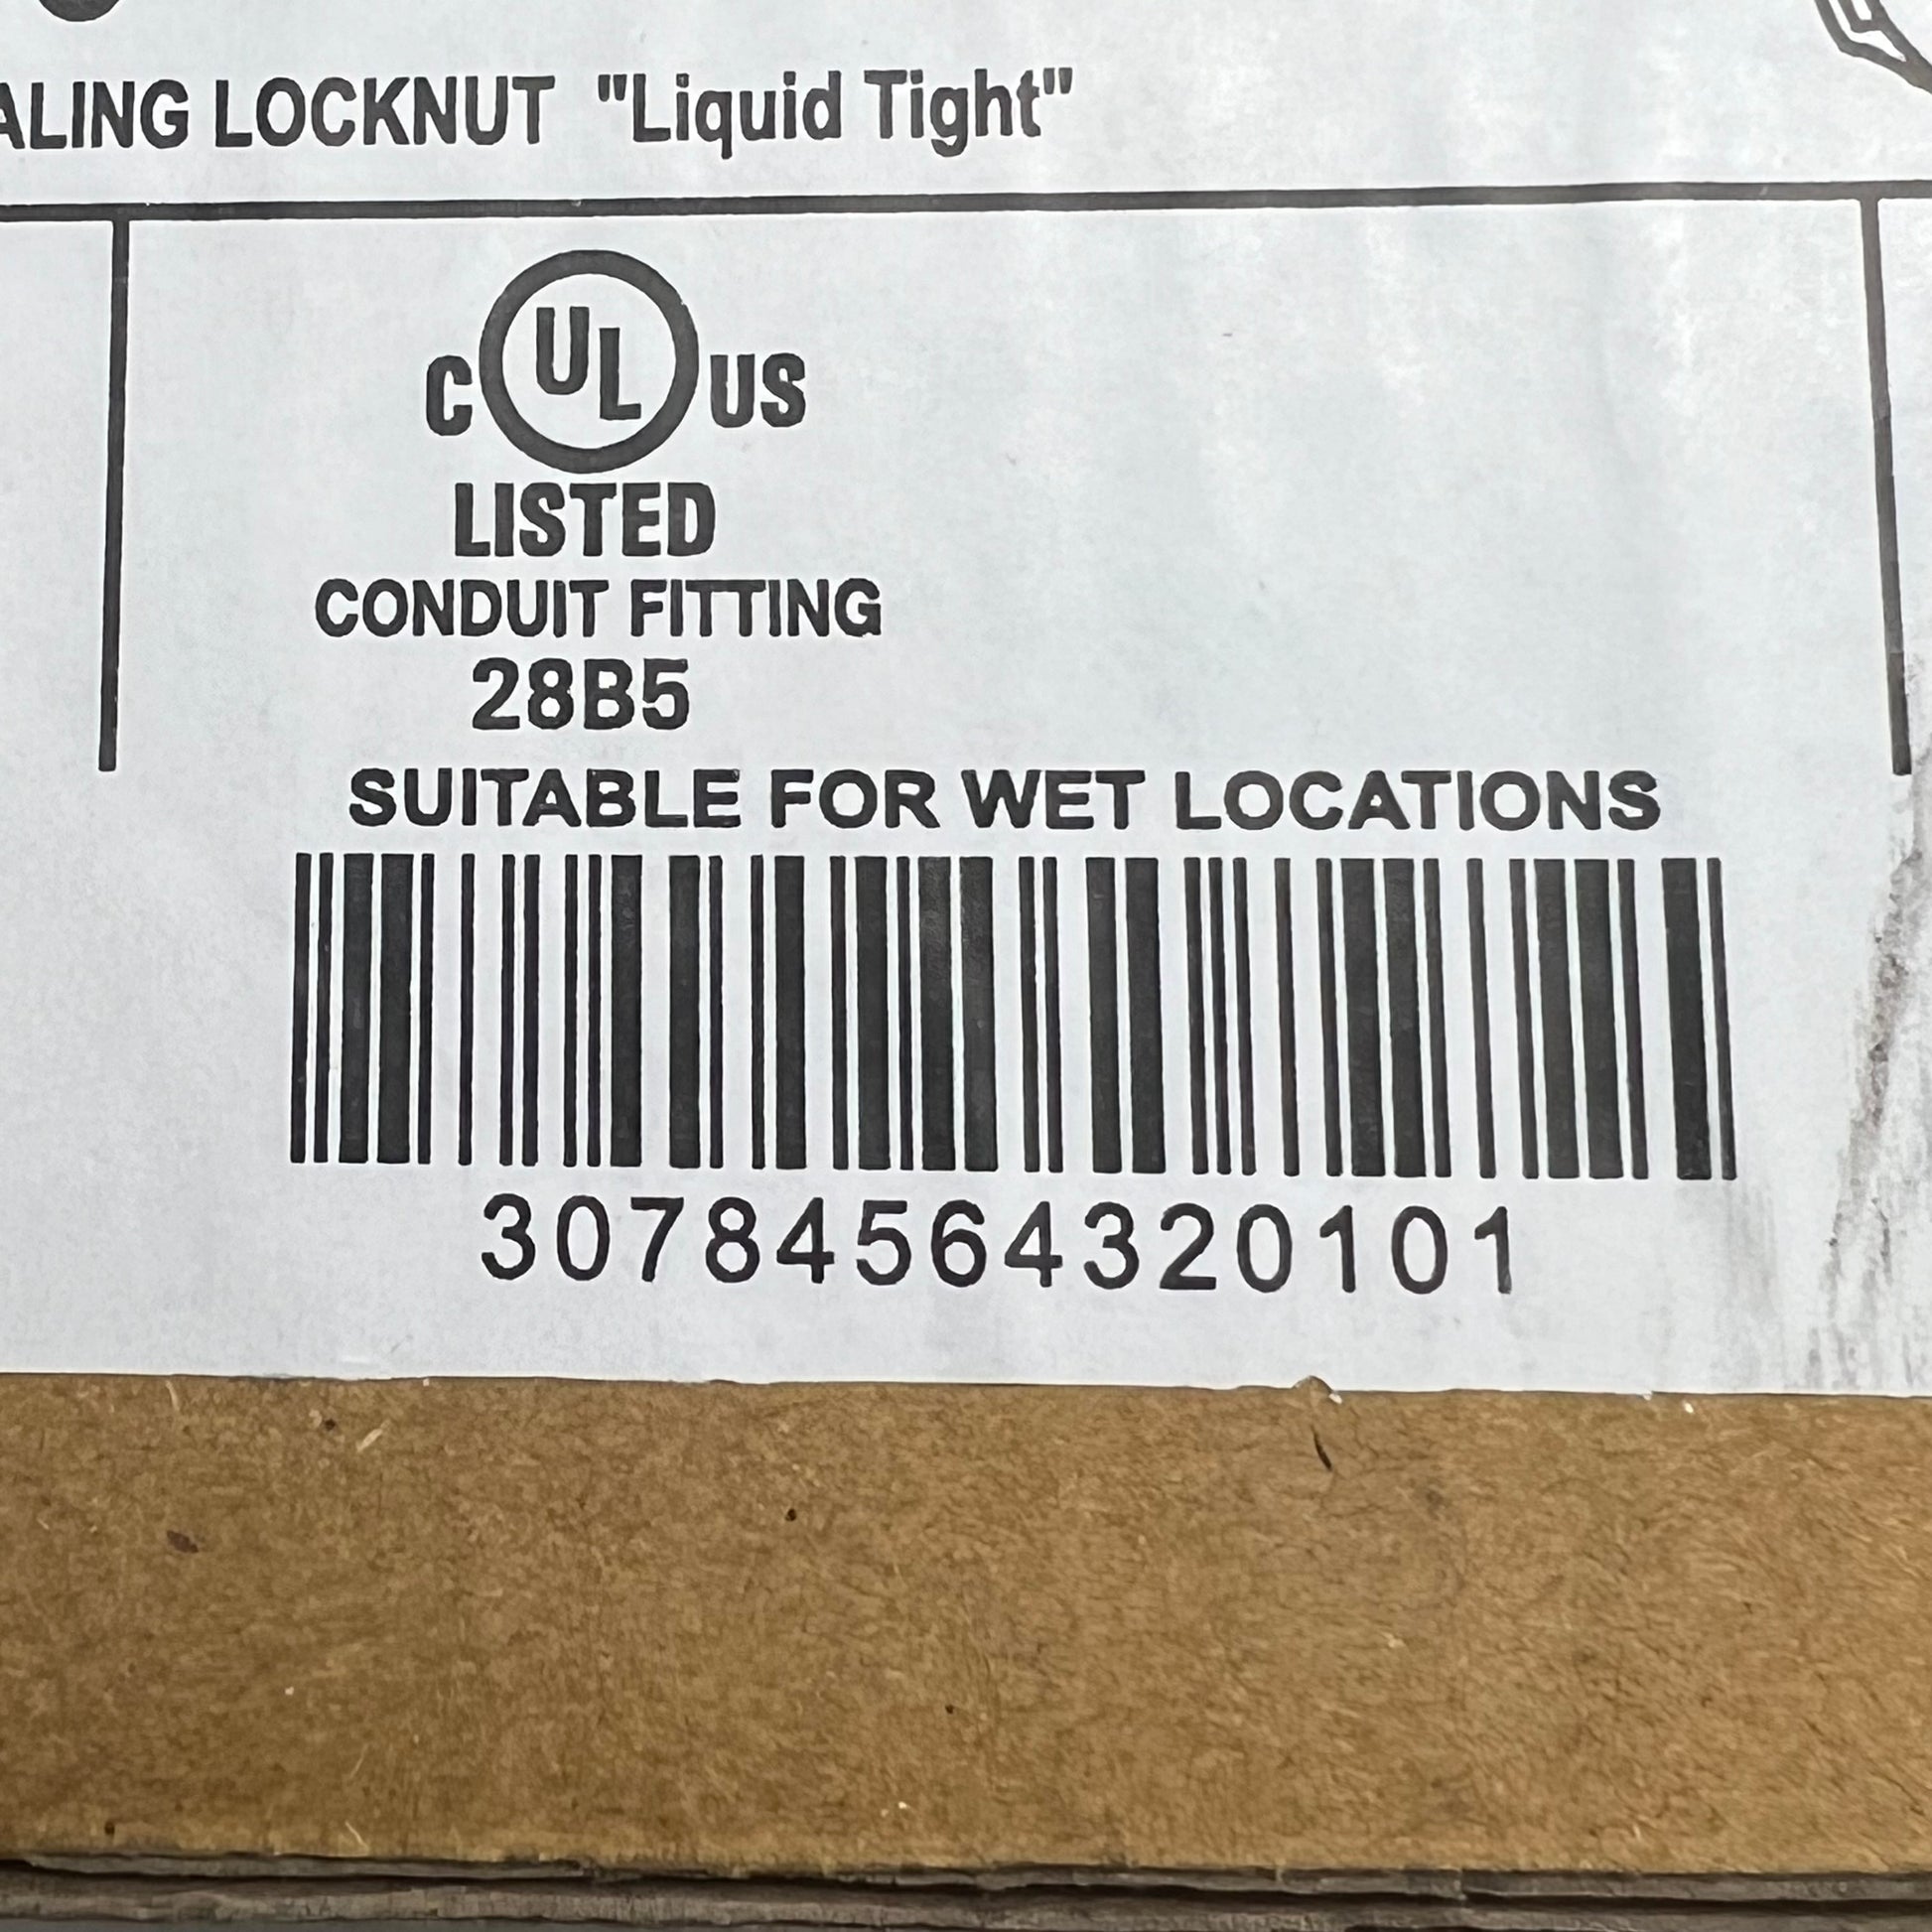 ALING LOCKNUT "Liquid Tight"
C UL US
LISTED
CONDUIT FITTING
28B5
SUITABLE FOR WET LOCATIONS
30784564320101